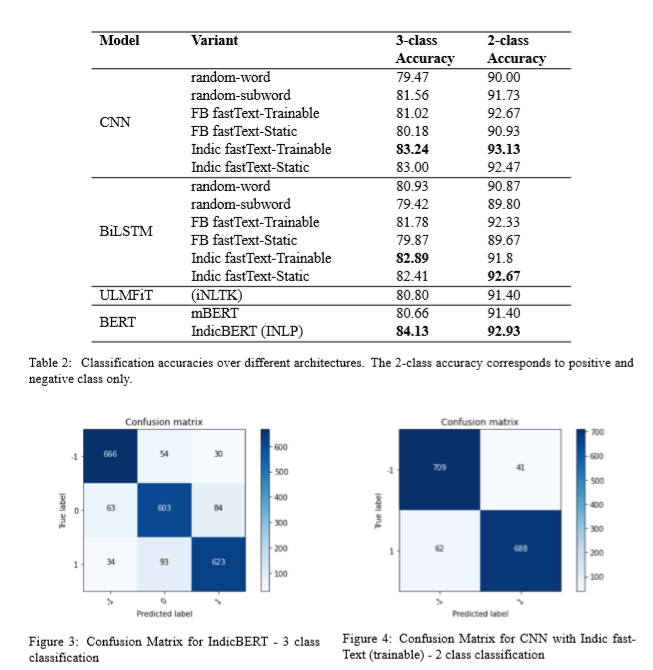 Model Variant 3-class 2-class
Accuracy Accuracy
random-word 79.47 90.00
random-subword 81.56 91.73
FB fastText-Trainable 81.02 92.67
CNN
FB fastText-Static 80.18 90.93
Indic fastText-Trainable 83.24 93.13
Indic fastText-Static 83.00 92.47
random-word 80.93 90.87
random-subword 79.42 89.80
FB fastText-Trainable 81.78 92.33
BiLSTM
FB fastText-Static 79.87 89.67
Indic fastText-Trainable 82.89 91.8
Indic fastText-Static 82.41 92.67
ULMFiT (iNLTK) 80.80 91.40
mBERT 80.66 91.40
BERT
IndicBERT (INLP) 84.13 92.93
Table 2: Classification accuracies over different architectures. The 2-class accuracy corresponds to positive and
negative class only.
Confusion matrix
-1 666 54 30
0 63 603 84
1 34 93 623
True label
-1 0 1
Predicted label
600
500
400
300
200
100
Figure 3: Confusion Matrix for IndicBERT - 3 class
classification
Confusion matrix
-1 709 41
1 62 688
True label
-1 1
Predicted label
700
600
500
400
300
200
100
Figure 4: Confusion Matrix for CNN with Indic fast-
Text (trainable) - 2 class classification